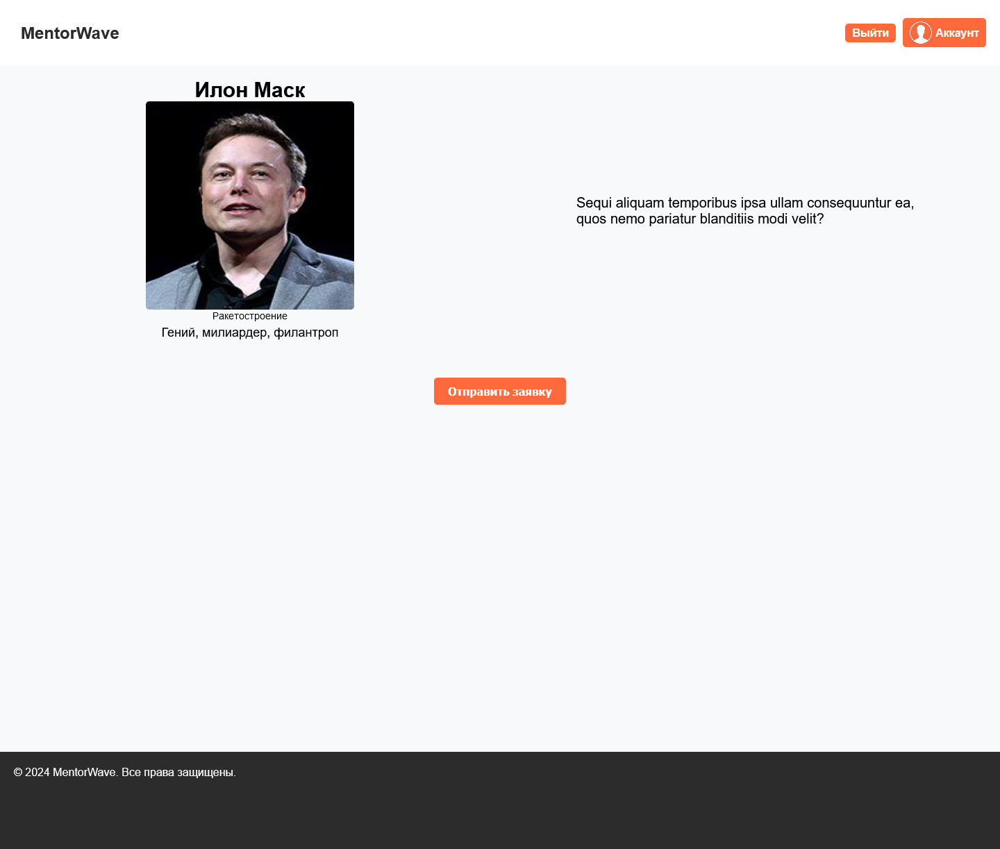 MentorWave
Выйти
Аккаунт
Илон Маск
Sequi aliquam temporibus ipsa ullam consequuntur ea,
quos nemo pariatur blanditiis modi velit?
Ракетостроение
Гений, милиардер, филантроп
Отправить заявку
© 2024 MentorWave. Все права защищены.